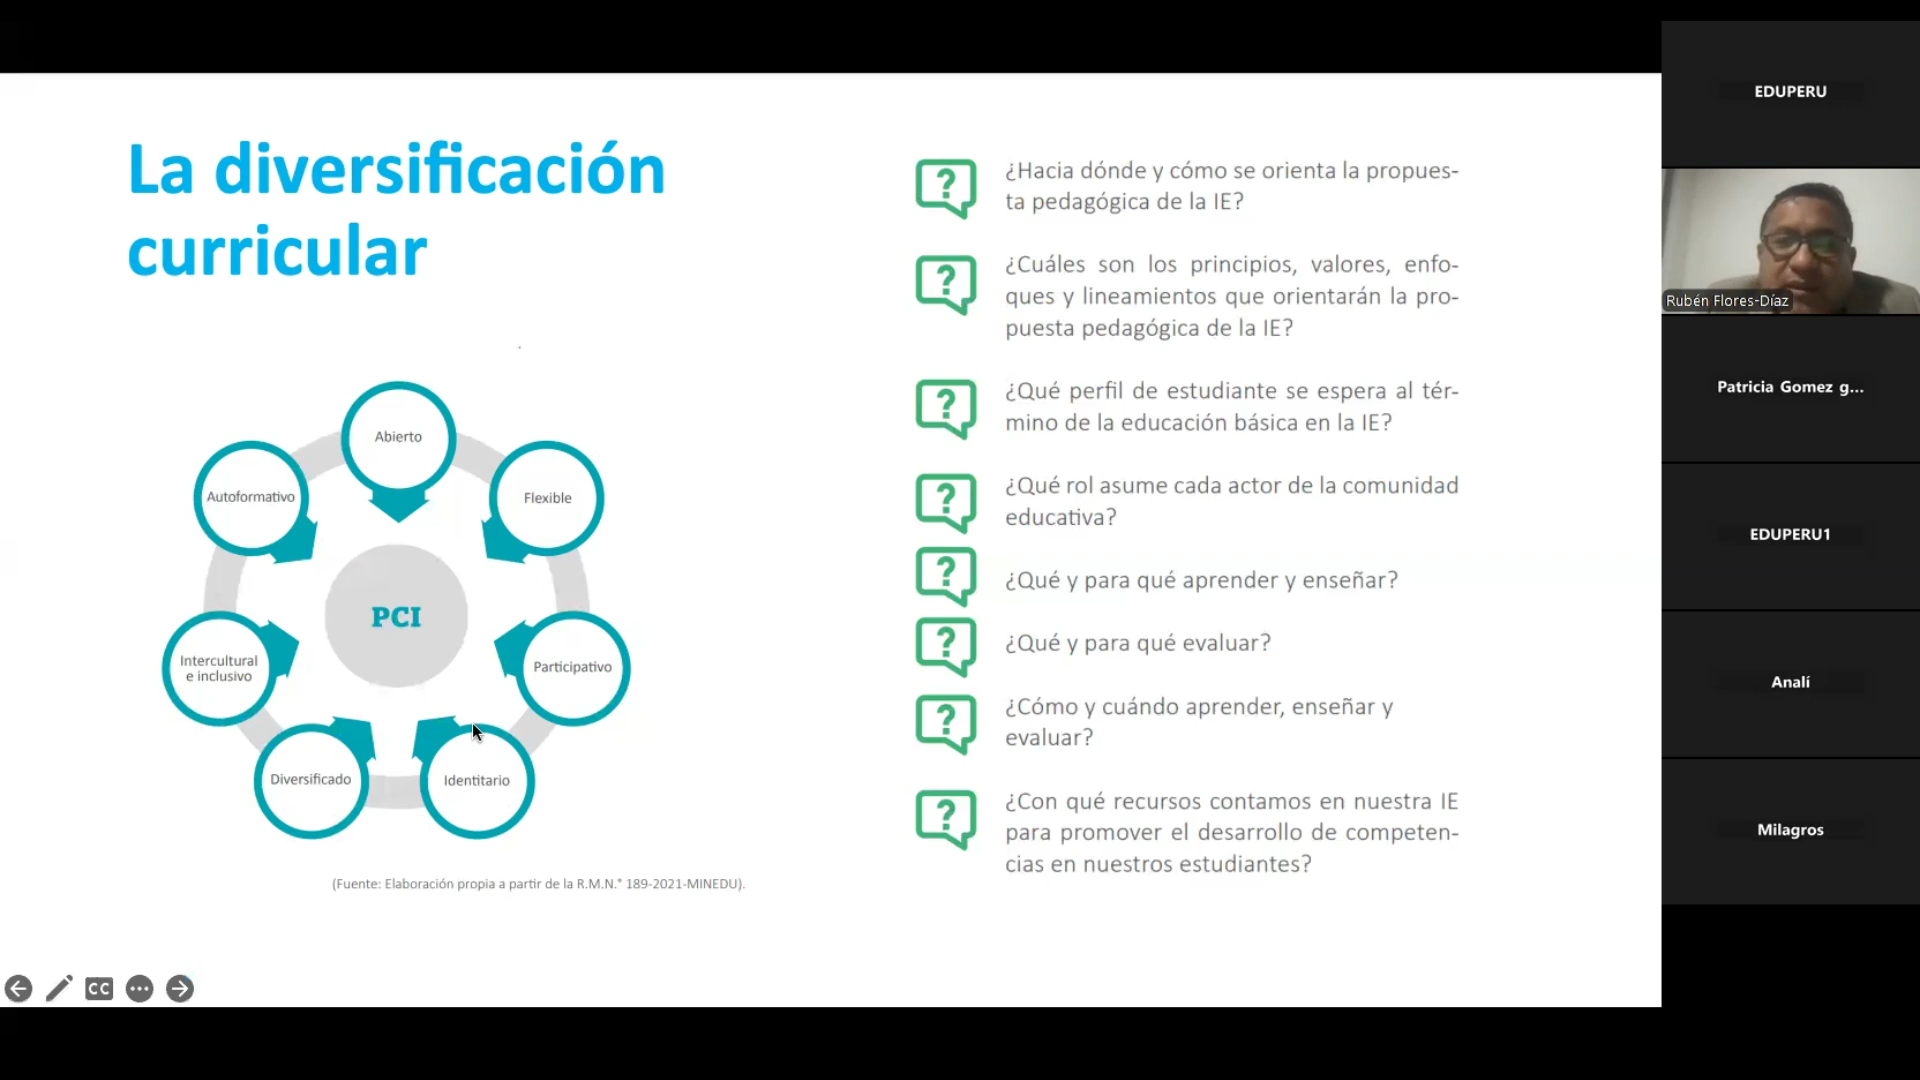 La diversificación
curricular
Abierto
Flexible
Participativo
Identitario
Diversificado
Intercultural
e inclusivo
Autoformativo
PCI
(Fuente: Elaboración propia a partir de la R.M.N.° 189-2021-MINEDU).
¿Hacia dónde y cómo se orienta la propues-
ta pedagógica de la IE?
¿Cuáles son los principios, valores, enfo-
ques y lineamientos que orientarán la pro-
puesta pedagógica de la IE?
¿Qué perfil de estudiante se espera al tér-
mino de la educación básica en la IE?
¿Qué rol asume cada actor de la comunidad
educativa?
¿Qué y para qué aprender y enseñar?
¿Qué y para qué evaluar?
¿Cómo y cuándo aprender, enseñar y
evaluar?
¿Con qué recursos contamos en nuestra IE
para promover el desarrollo de competen-
cias en nuestros estudiantes?
CC
EDUPERU
Rubén Flores-Díaz
Patricia Gomez g...
EDUPERU1
Analí
Milagros